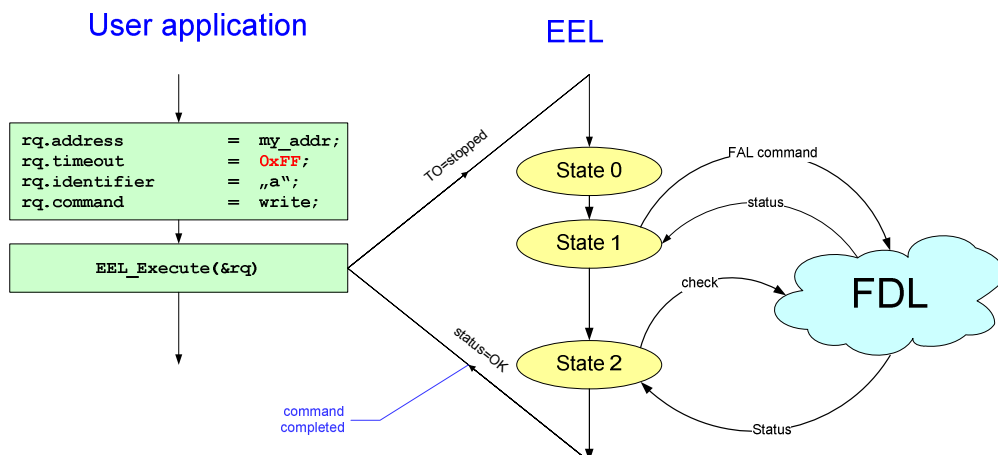 User application
EEL
rq.address = my_addr;
rq.timeout = 0xFF;
rq.identifier = „a“;
rq.command = write;
EEL_Execute(&rq)
TO=stopped
status=OK
command
completed
State 0
State 1
State 2
FAL command
status
check
Status
FDL